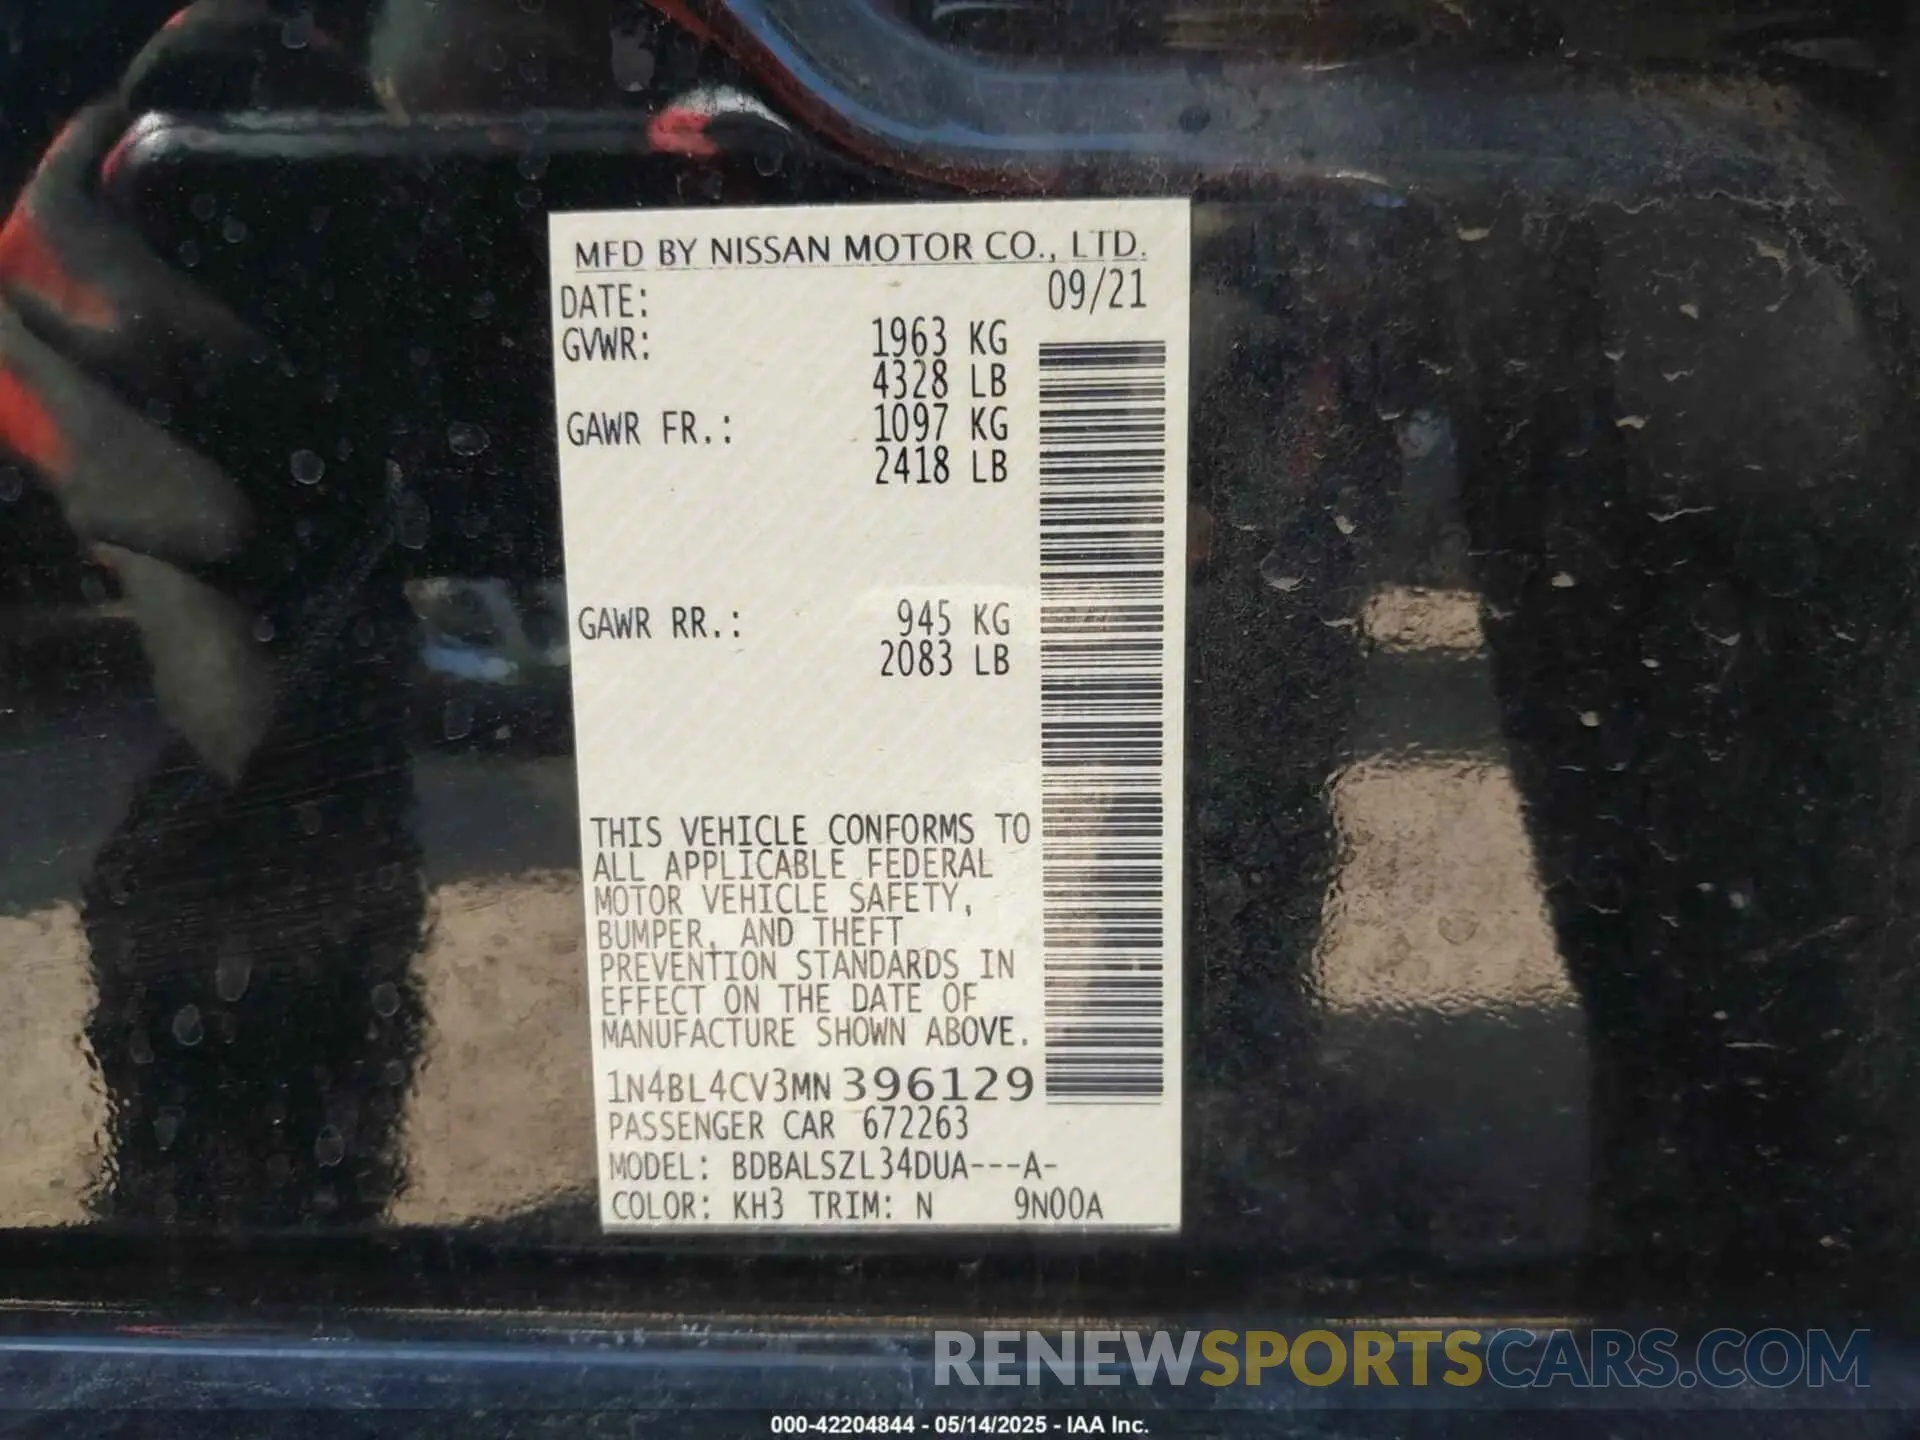 MFD BY NISSAN MOTOR CO., LTD.
DATE: 09/21
GVWR: 1963 KG
4328 LB
GAWR FR.: 1097 KG
2418 LB
GAWR RR.: 945 KG
2083 LB
THIS VEHICLE CONFORMS TO
ALL APPLICABLE FEDERAL
MOTOR VEHICLE SAFETY,
BUMPER, AND THEFT
PREVENTION STANDARDS IN
EFFECT ON THE DATE OF
MANUFACTURE SHOWN ABOVE.
1N4BL4CV3MN396129
PASSENGER CAR 672263
MODEL: BDBALSZL34DUA---A-
COLOR: KH3 TRIM: N 9N00A
RENEWSPORTSCARS.COM
000-42204844 - 05/14/2025 - IAA Inc.